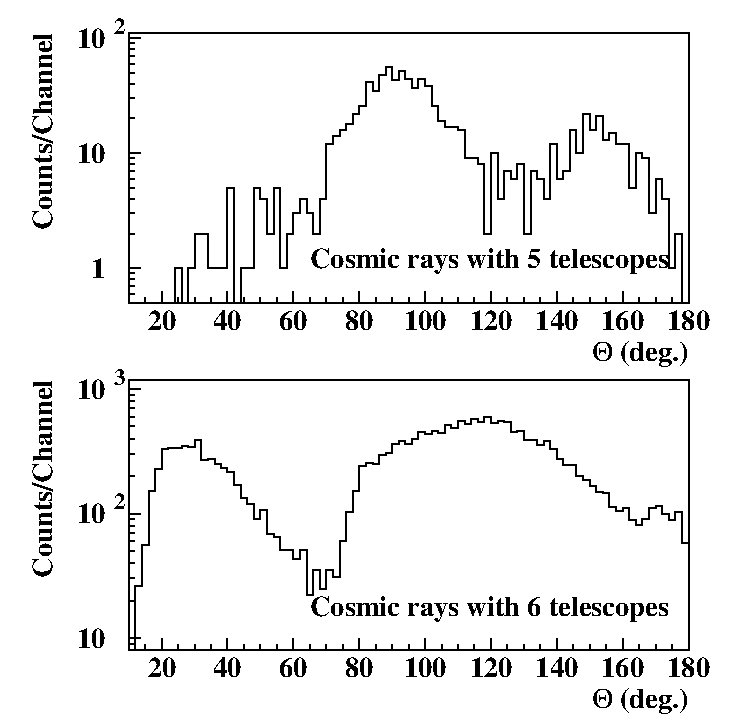 Counts/Channel
10 2
10
1
Cosmic rays with 5 telescopes
20 40 60 80 100 120 140 160 180
Θ (deg.)
Counts/Channel
10 3
10 2
10
Cosmic rays with 6 telescopes
20 40 60 80 100 120 140 160 180
Θ (deg.)